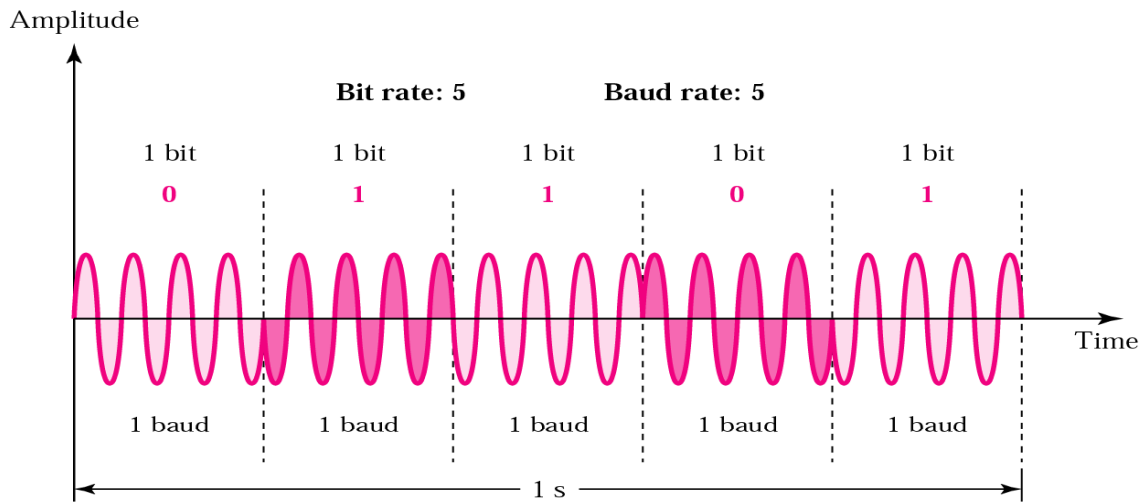 Amplitude
Bit rate: 5 Baud rate: 5
1 bit 1 bit 1 bit 1 bit 1 bit
0 1 1 0 1
Time
1 baud 1 baud 1 baud 1 baud 1 baud
1 s